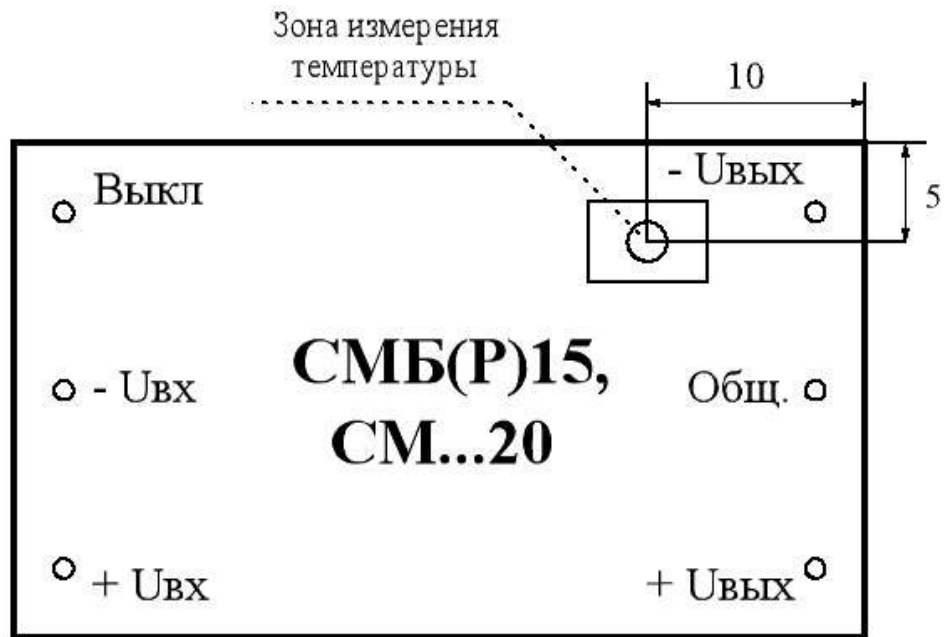 Зона измерения
температуры
10
- Uвых
5
Выкл
СМБ(Р)15,
СМ...20
- Uвх
Общ.
+ Uвх
+ Uвых